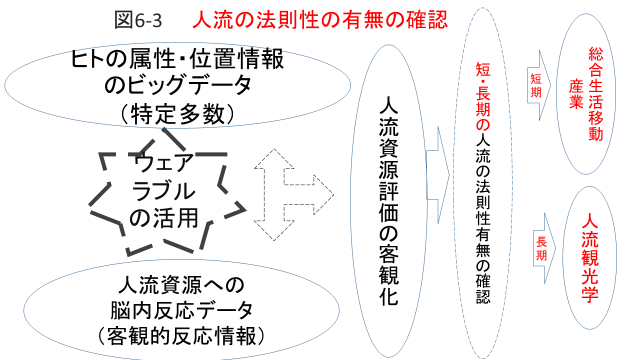 図6-3　人流の法則性の有無の確認
ヒトの属性・位置情報
のビッグデータ
（特定多数）
ウェア
ラブル
の活用
人流資源への
脳内反応データ
（客観的反応情報）
人流資源評価の客観化
短・長期の人流の法則性有無の確認
短期
総合生活移動
産業
長期
人流観光学